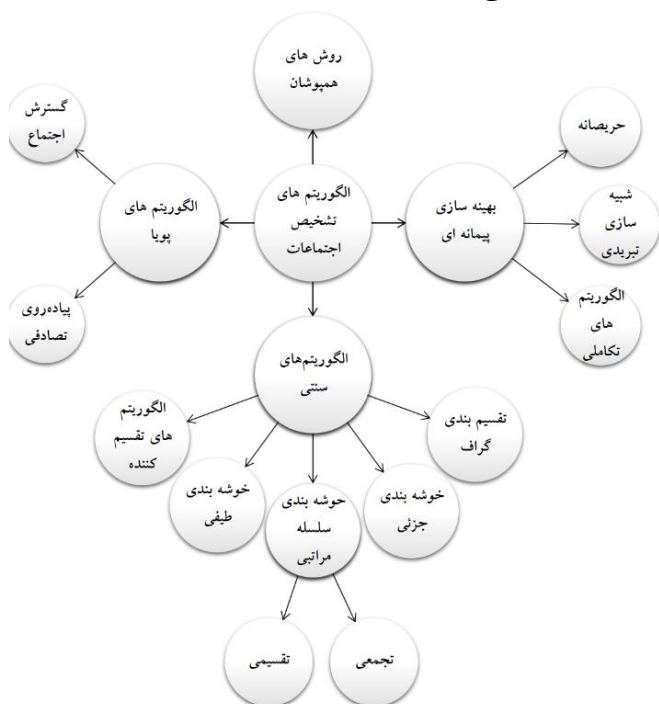 روش های
همپوشان
گسترش
اجتماع
حریصانه
الگوریتم های
پویا
الگوریتم های
تشخیص
اجتماعات
بهینه سازی
پیمانه ای
شبیه
سازی
تبریدی
پیاده‌روی
تصادفی
الگوریتم
های
تکاملی
الگوریتم‌های
سنتی
الگوریتم
های تقسیم
کننده
تقسیم بندی
گراف
خوشه بندی
طیفی
حوشه بندی
سلسله
مراتبی
خوشه بندی
جزئی
تقسیمی
تجمعی